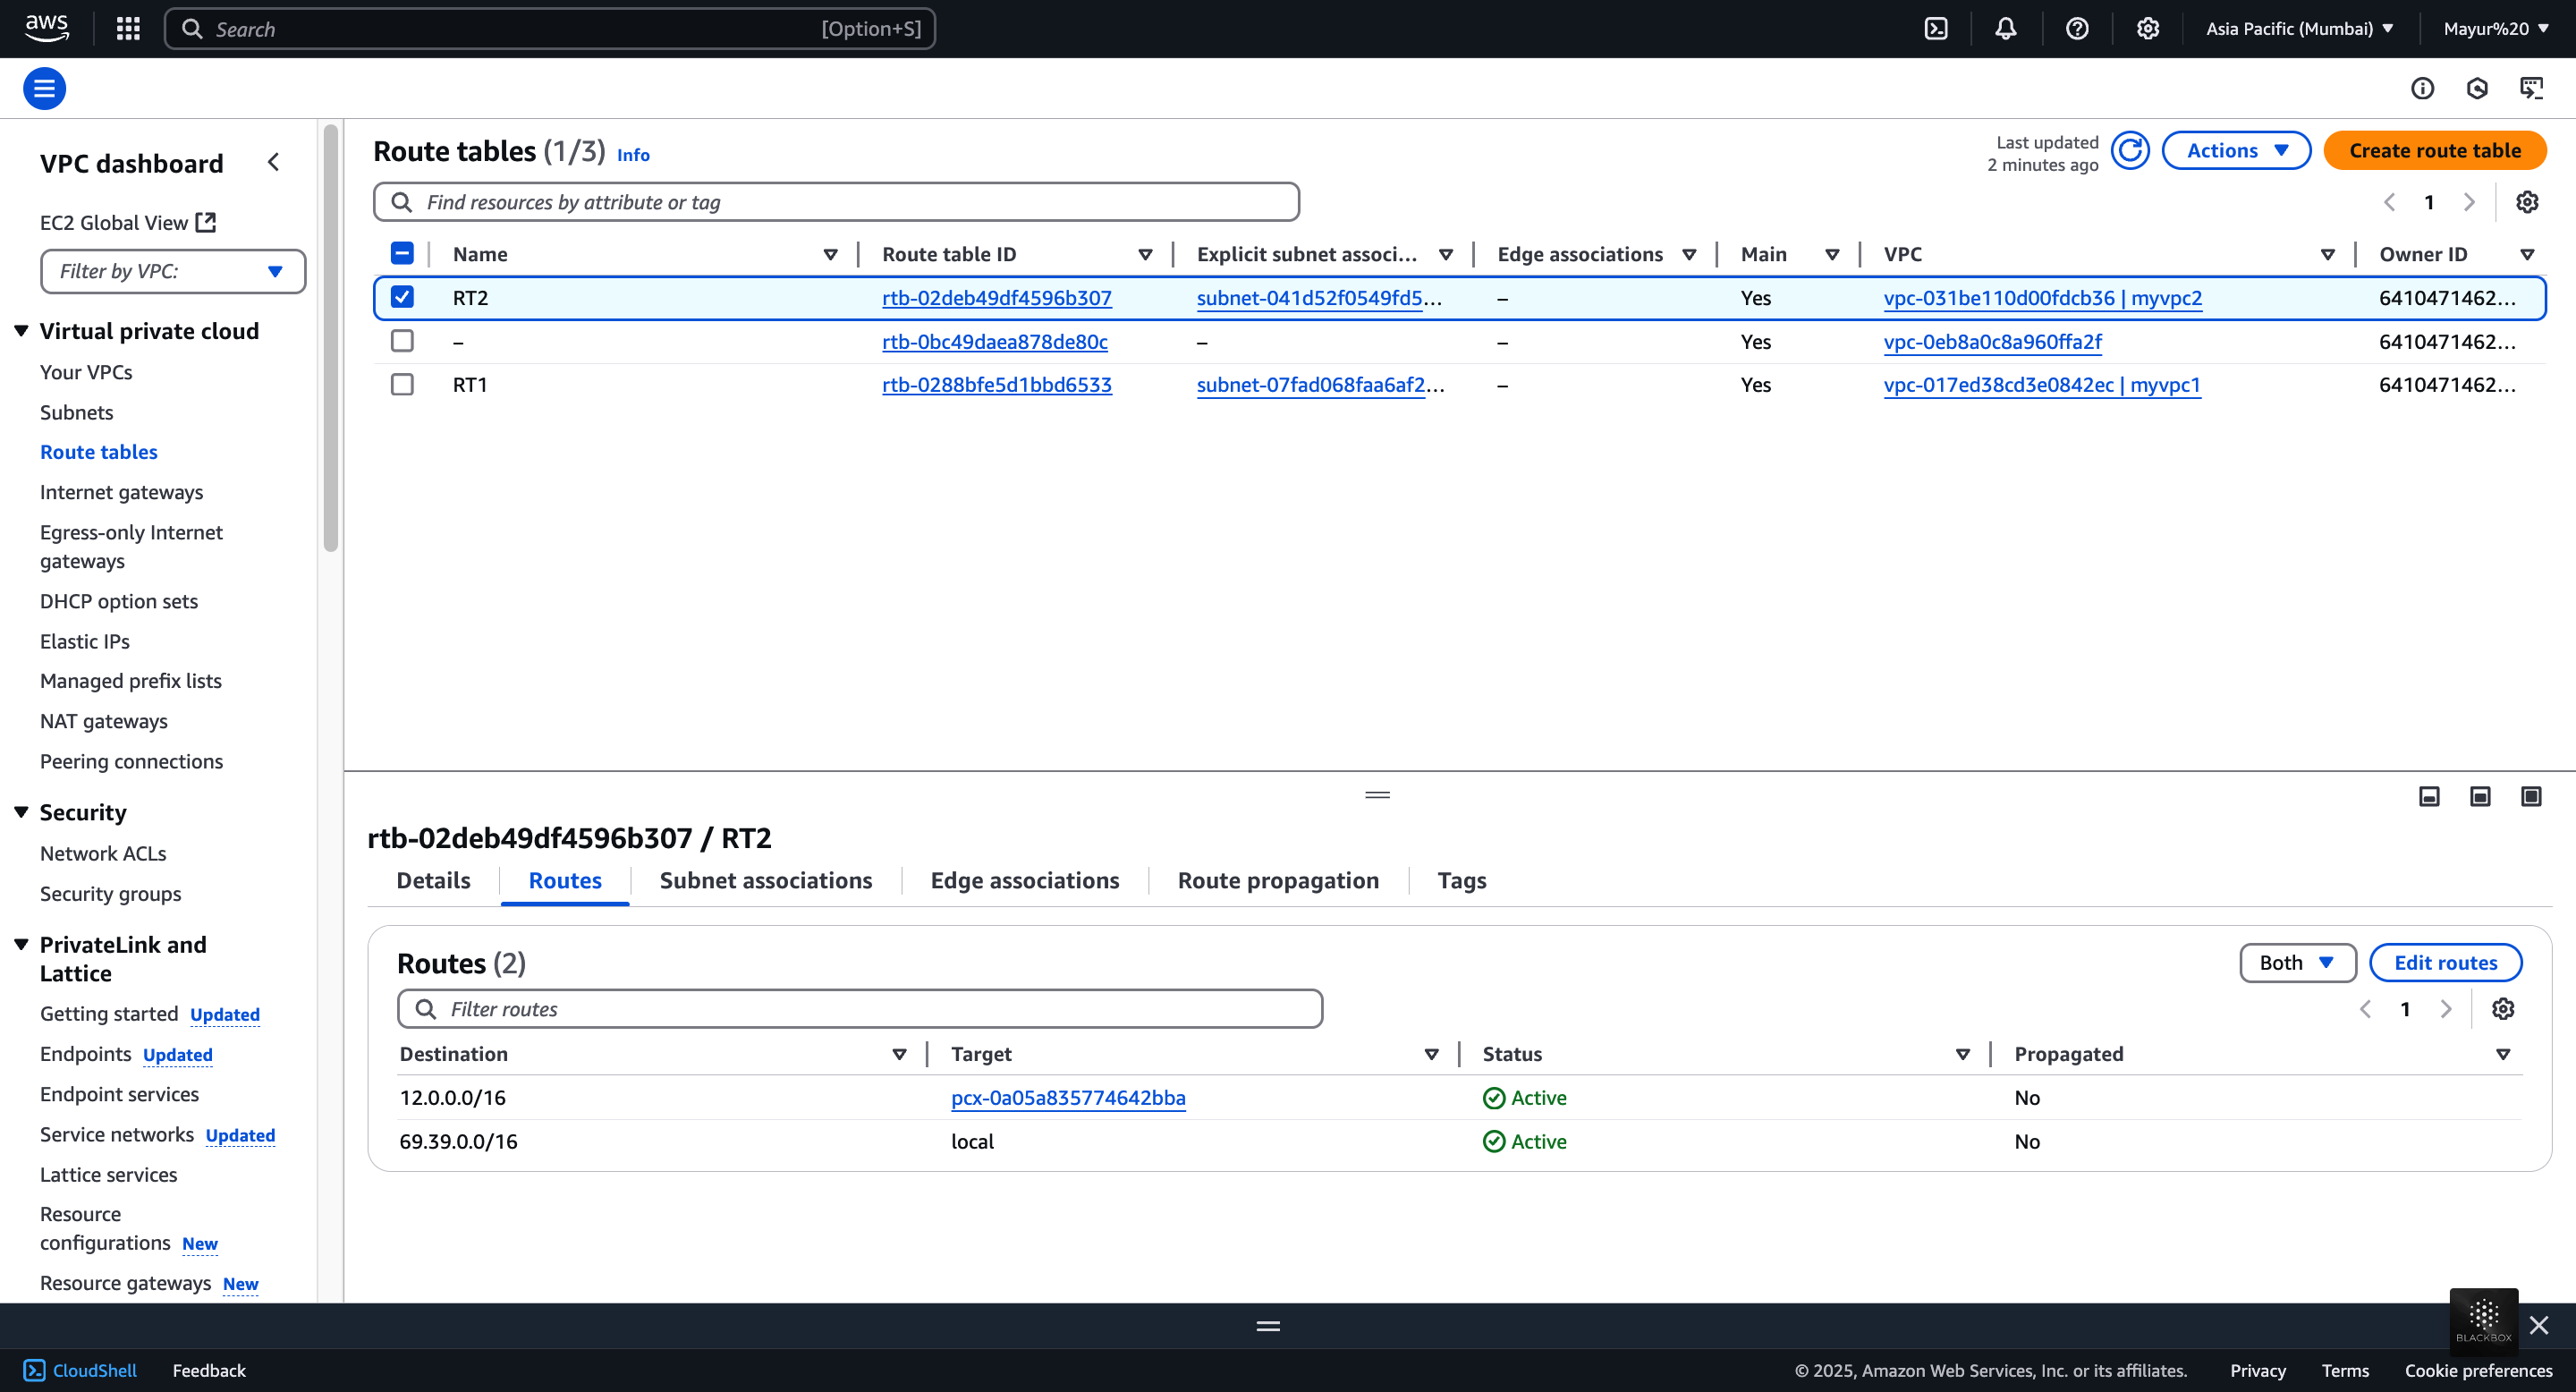 aws
Search [Option+S]
Asia Pacific (Mumbai)
Mayur%20
VPC dashboard
EC2 Global View
Filter by VPC:
Virtual private cloud
Your VPCs
Subnets
Route tables
Internet gateways
Egress-only Internet
gateways
DHCP option sets
Elastic IPs
Managed prefix lists
NAT gateways
Peering connections
Security
Network ACLs
Security groups
PrivateLink and
Lattice
Getting started Updated
Endpoints Updated
Endpoint services
Service networks Updated
Lattice services
Resource
configurations New
Resource gateways New
Route tables (1/3) Info
Last updated
2 minutes ago
Actions
Create route table
Find resources by attribute or tag
1
Name Route table ID Explicit subnet associ... Edge associations Main VPC Owner ID
RT2 rtb-02deb49df4596b307 subnet-041d52f0549fd5... – Yes vpc-031be110d00fdcb36 | myvpc2 6410471462...
– rtb-0bc49daea878de80c – – Yes vpc-0eb8a0c8a960ffa2f 6410471462...
RT1 rtb-0288bfe5d1bbd6533 subnet-07fad068faa6af2... – Yes vpc-017ed38cd3e0842ec | myvpc1 6410471462...
rtb-02deb49df4596b307 / RT2
Details Routes Subnet associations Edge associations Route propagation Tags
Routes (2)
Both
Edit routes
Filter routes
1
Destination Target Status Propagated
12.0.0.0/16 pcx-0a05a835774642bba Active No
69.39.0.0/16 local Active No
BLACKBOX
CloudShell Feedback
© 2025, Amazon Web Services, Inc. or its affiliates. Privacy Terms Cookie preferences